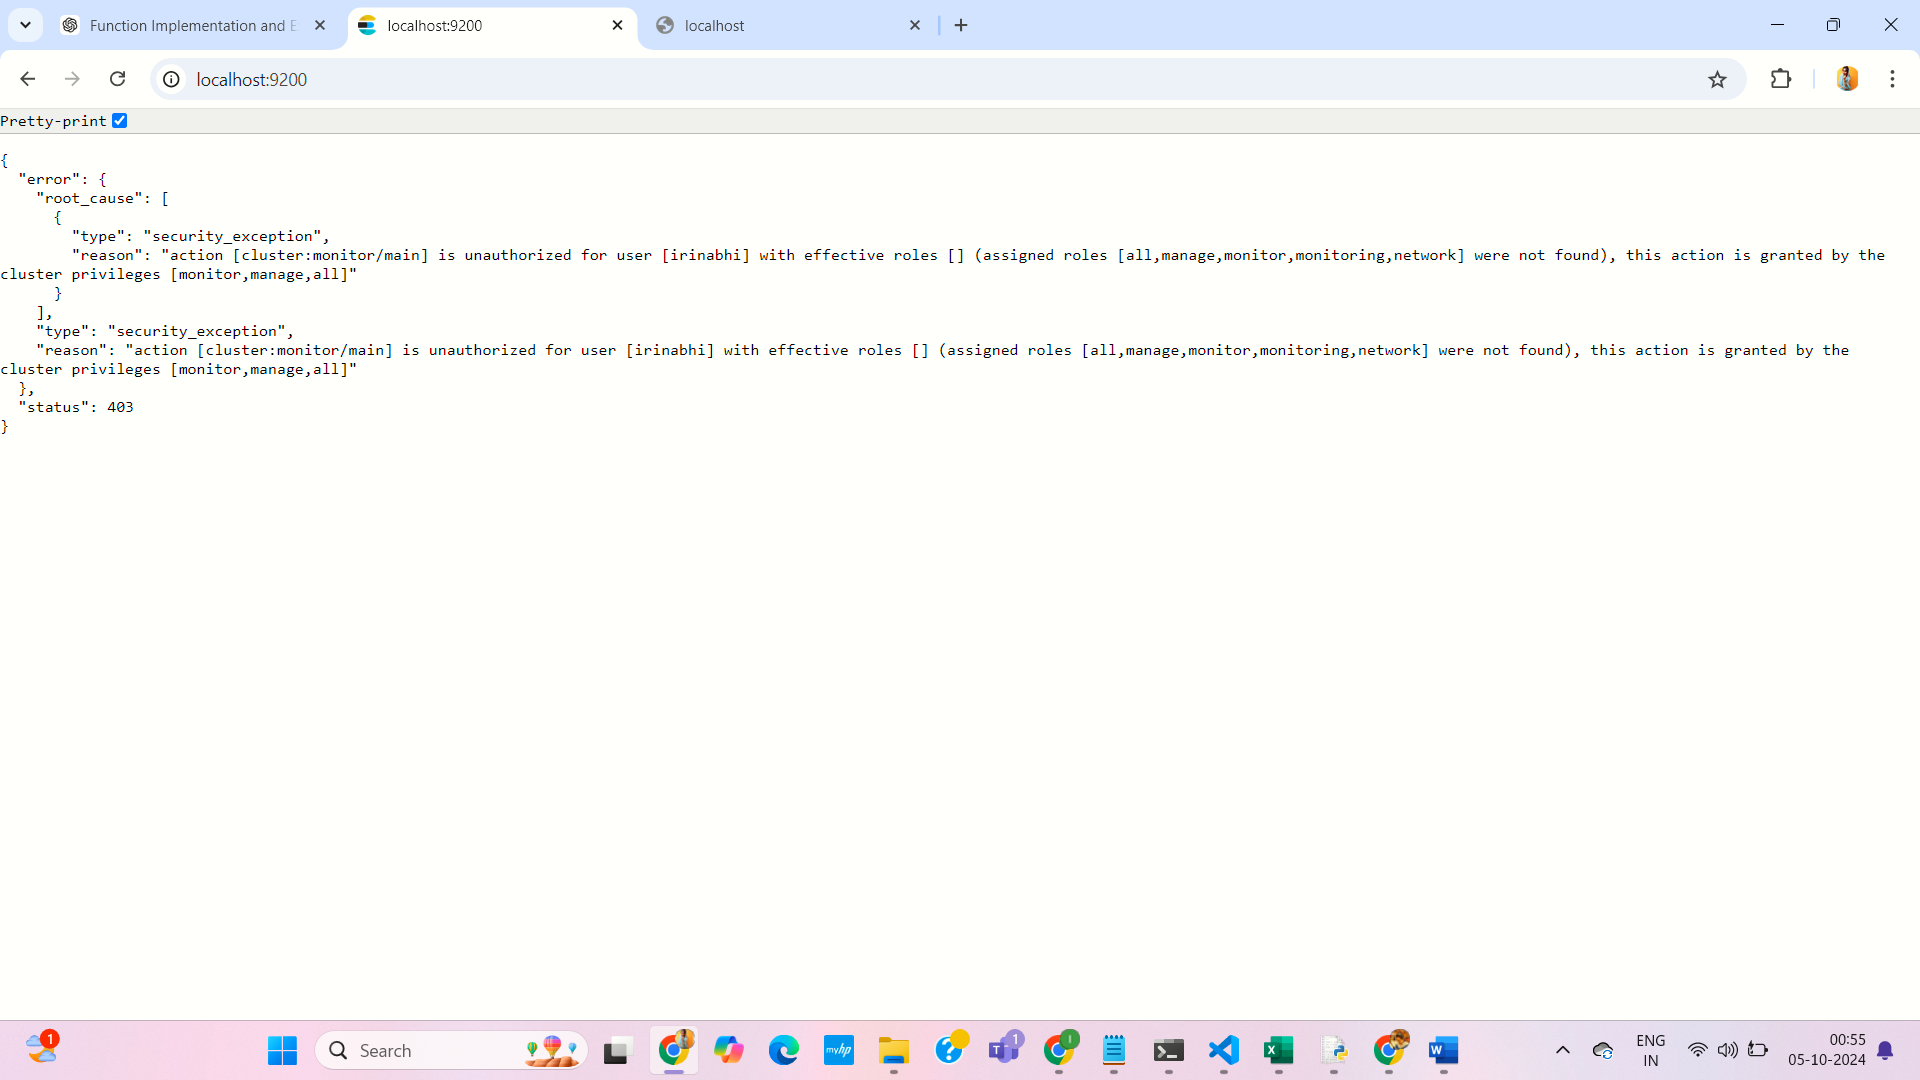 Function Implementation and E
localhost:9200
localhost
localhost:9200
Pretty-print
{
"error": {
"root_cause": [
{
"type": "security_exception",
"reason": "action [cluster:monitor/main] is unauthorized for user [irinabhi] with effective roles [] (assigned roles [all,manage,monitor,monitoring,network] were not found), this action is granted by the
cluster privileges [monitor,manage,all]"
}
],
"type": "security_exception",
"reason": "action [cluster:monitor/main] is unauthorized for user [irinabhi] with effective roles [] (assigned roles [all,manage,monitor,monitoring,network] were not found), this action is granted by the
cluster privileges [monitor,manage,all]"
},
"status": 403
}
1
Search
myhp
1
I
ENG
IN
00:55
05-10-2024